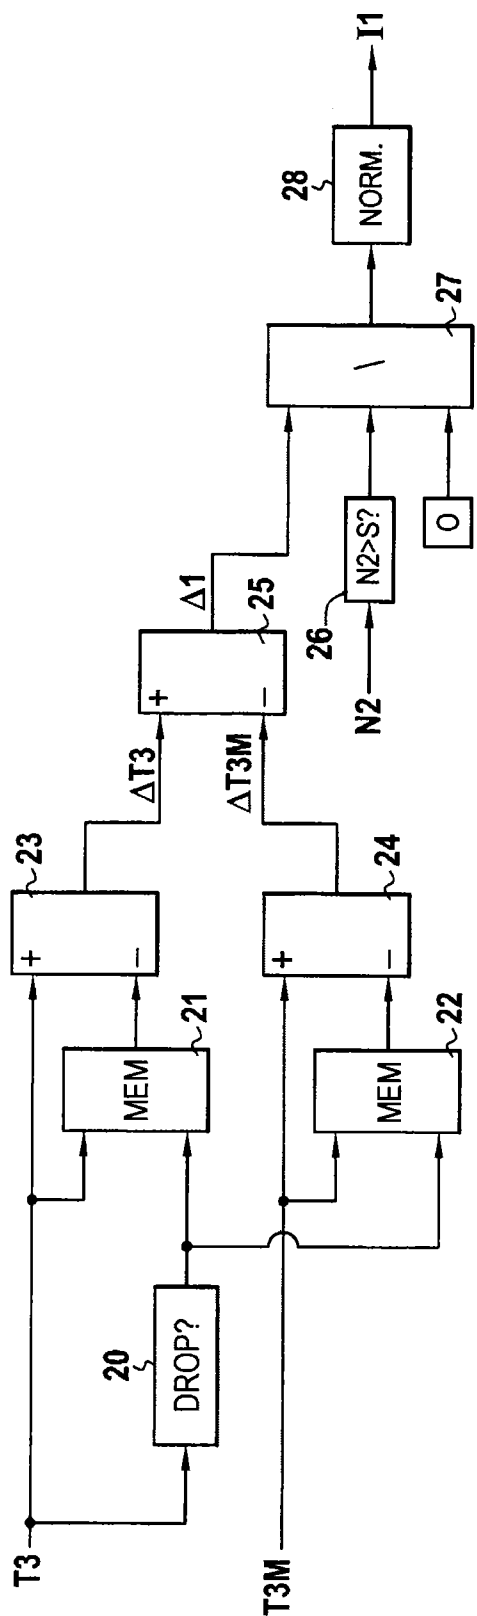 T3
20
DROP?
MEM
21
+
−
23
ΔT3
T3M
MEM
22
+
−
24
ΔT3M
+
−
25
Δ1
N2
26
N2>S?
0
\
27
28
NORM.
I1